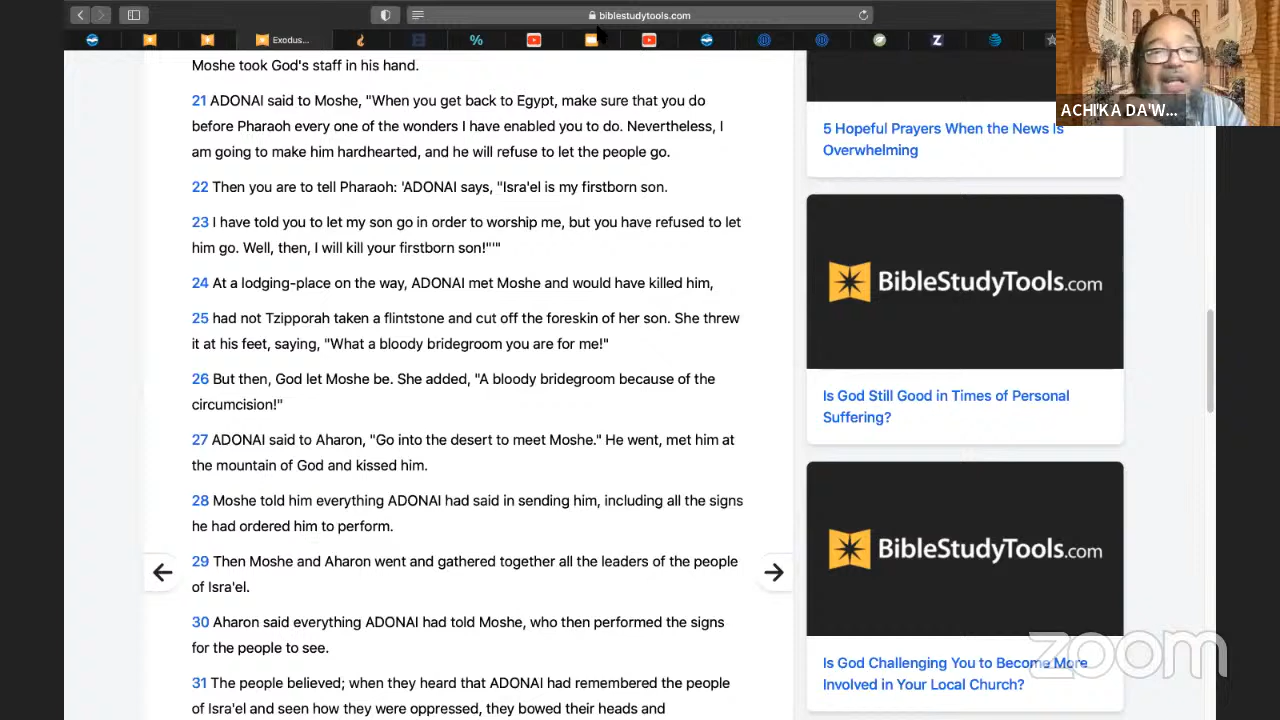 biblestudytools.com
Exodus...
%
Z
Moshe took God's staff in his hand.
21 ADONAI said to Moshe, "When you get back to Egypt, make sure that you do
before Pharaoh every one of the wonders I have enabled you to do. Nevertheless, I
am going to make him hardhearted, and he will refuse to let the people go.
22 Then you are to tell Pharaoh: 'ADONAI says, "Isra'el is my firstborn son.
23 I have told you to let my son go in order to worship me, but you have refused to let
him go. Well, then, I will kill your firstborn son!"'"
24 At a lodging-place on the way, ADONAI met Moshe and would have killed him,
25 had not Tzipporah taken a flintstone and cut off the foreskin of her son. She threw
it at his feet, saying, "What a bloody bridegroom you are for me!"
26 But then, God let Moshe be. She added, "A bloody bridegroom because of the
circumcision!"
27 ADONAI said to Aharon, "Go into the desert to meet Moshe." He went, met him at
the mountain of God and kissed him.
28 Moshe told him everything ADONAI had said in sending him, including all the signs
he had ordered him to perform.
29 Then Moshe and Aharon went and gathered together all the leaders of the people
of Isra'el.
30 Aharon said everything ADONAI had told Moshe, who then performed the signs
for the people to see.
31 The people believed; when they heard that ADONAI had remembered the people
of Isra'el and seen how they were oppressed, they bowed their heads and
ACHI'KA DA'W...
5 Hopeful Prayers When the News Is
Overwhelming
BibleStudyTools.com
Is God Still Good in Times of Personal
Suffering?
BibleStudyTools.com
Is God Challenging You to Become More
Involved in Your Local Church?
zoom